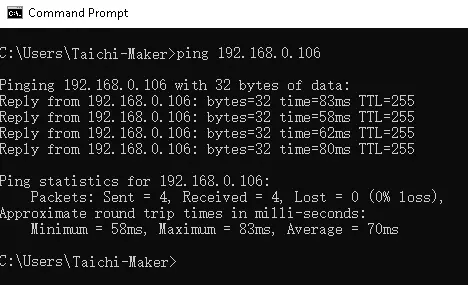 Command Prompt
C:\Users\Taichi-Maker>ping 192.168.0.106
Pinging 192.168.0.106 with 32 bytes of data:
Reply from 192.168.0.106: bytes=32 time=83ms TTL=255
Reply from 192.168.0.106: bytes=32 time=58ms TTL=255
Reply from 192.168.0.106: bytes=32 time=62ms TTL=255
Reply from 192.168.0.106: bytes=32 time=80ms TTL=255
Ping statistics for 192.168.0.106:
    Packets: Sent = 4, Received = 4, Lost = 0 (0% loss),
Approximate round trip times in milli-seconds:
    Minimum = 58ms, Maximum = 83ms, Average = 70ms
C:\Users\Taichi-Maker>